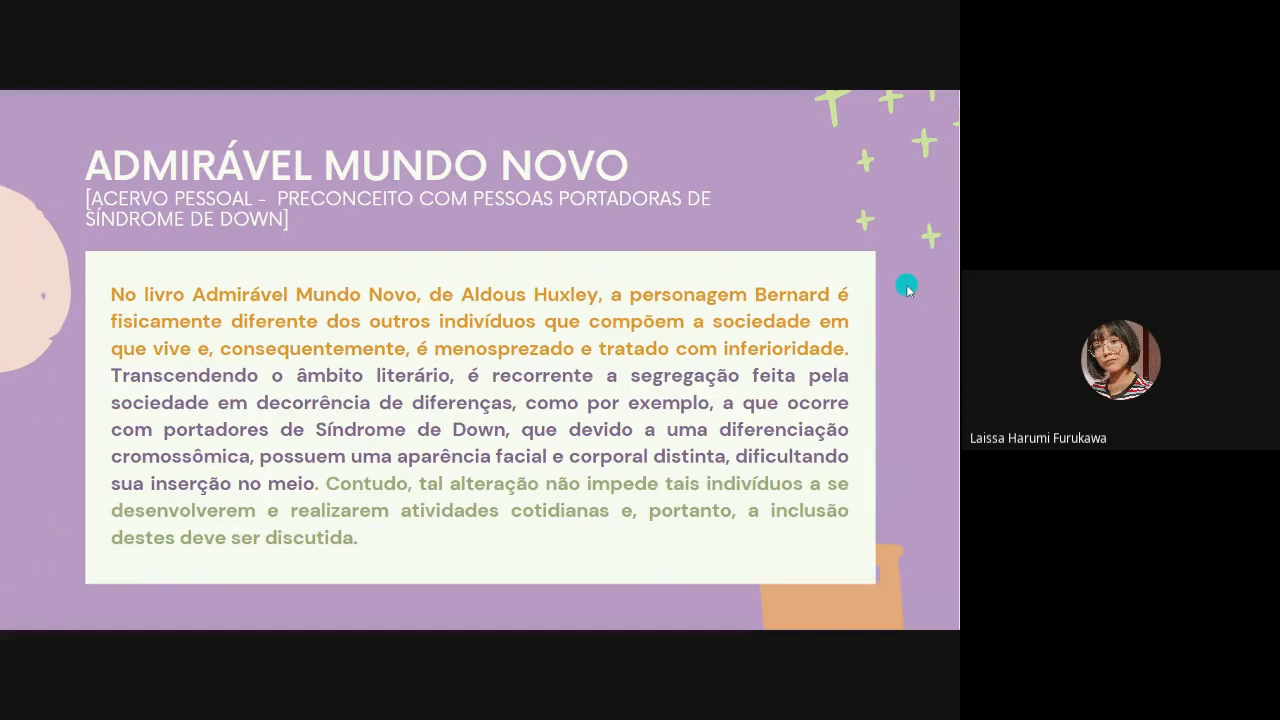 ADMIRÁVEL MUNDO NOVO
[ACERVO PESSOAL - PRECONCEITO COM PESSOAS PORTADORAS DE
SÍNDROME DE DOWN]
No livro Admirável Mundo Novo, de Aldous Huxley, a personagem Bernard é
fisicamente diferente dos outros indivíduos que compõem a sociedade em
que vive e, consequentemente, é menosprezado e tratado com inferioridade.
Transcendendo o âmbito literário, é recorrente a segregação feita pela
sociedade em decorrência de diferenças, como por exemplo, a que ocorre
com portadores de Síndrome de Down, que devido a uma diferenciação
cromossômica, possuem uma aparência facial e corporal distinta, dificultando
sua inserção no meio. Contudo, tal alteração não impede tais indivíduos a se
desenvolverem e realizarem atividades cotidianas e, portanto, a inclusão
destes deve ser discutida.
Laissa Harumi Furukawa